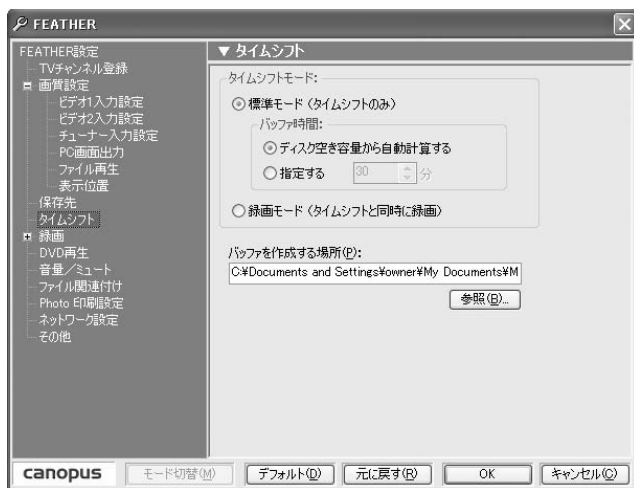 FEATHER
FEATHER設定
TVチャンネル登録
画質設定
ビデオ1入力設定
ビデオ2入力設定
チューナー入力設定
PC画面出力
ファイル再生
表示位置
保存先
タイムシフト
録画
DVD再生
音量／ミュート
ファイル関連付け
Photo 印刷設定
ネットワーク設定
その他
▼ タイムシフト
タイムシフトモード:
標準モード（タイムシフトのみ）
バッファ時間:
ディスク空き容量から自動計算する
指定する 30 分
録画モード（タイムシフトと同時に録画）
バッファを作成する場所(P):
C:¥Documents and Settings¥owner¥My Documents¥M
参照(B)...
canopus モード切替(M) デフォルト(D) 元に戻す(R) OK キャンセル(C)